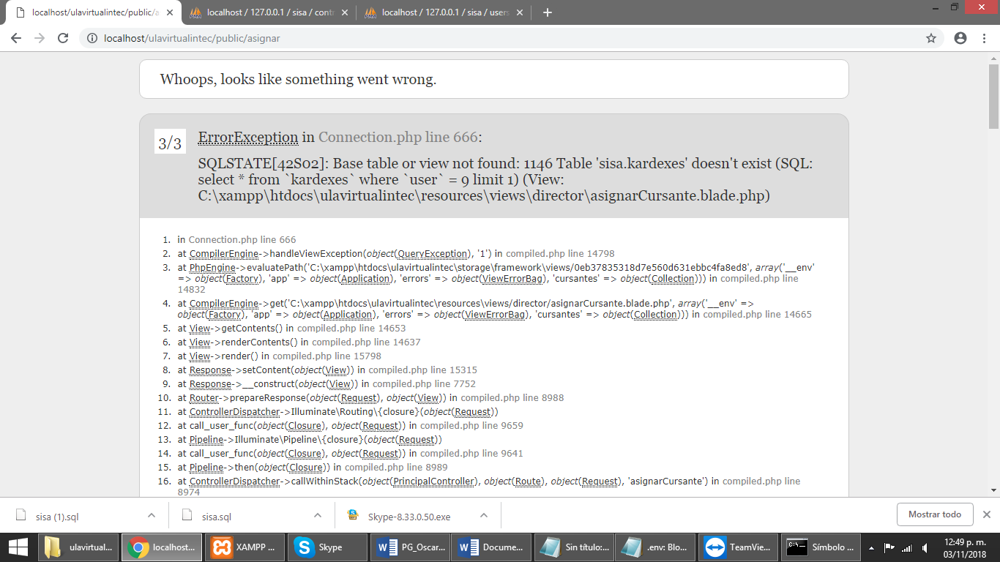 localhost/ulavirtualintec/public/a
localhost / 127.0.0.1 / sisa / contr
localhost / 127.0.0.1 / sisa / users
localhost/ulavirtualintec/public/asignar
Whoops, looks like something went wrong.
3/3
ErrorException in Connection.php line 666:
SQLSTATE[42S02]: Base table or view not found: 1146 Table 'sisa.kardexes' doesn't exist (SQL:
select * from `kardexes` where `user` = 9 limit 1) (View:
C:\xampp\htdocs\ulavirtualintec\resources\views\director\asignarCursante.blade.php)
1. in Connection.php line 666
2. at CompilerEngine->handleViewException(object(QueryException), '1') in compiled.php line 14798
3. at PhpEngine->evaluatePath('C:\xampp\htdocs\ulavirtualintec\storage\framework\views/0eb37835318d7e560d631ebbc4fa8ed8', array('__env'
=> object(Factory), 'app' => object(Application), 'errors' => object(ViewErrorBag), 'cursantes' => object(Collection))) in compiled.php line
14832
4. at CompilerEngine->get('C:\xampp\htdocs\ulavirtualintec\resources\views/director/asignarCursante.blade.php', array('__env' =>
object(Factory), 'app' => object(Application), 'errors' => object(ViewErrorBag), 'cursantes' => object(Collection))) in compiled.php line 14665
5. at View->getContents() in compiled.php line 14653
6. at View->renderContents() in compiled.php line 14637
7. at View->render() in compiled.php line 15798
8. at Response->setContent(object(View)) in compiled.php line 15315
9. at Response->__construct(object(View)) in compiled.php line 7752
10. at Router->prepareResponse(object(Request), object(View)) in compiled.php line 8988
11. at ControllerDispatcher->Illuminate\Routing\{closure}(object(Request))
12. at call_user_func(object(Closure), object(Request)) in compiled.php line 9659
13. at Pipeline->Illuminate\Pipeline\{closure}(object(Request))
14. at call_user_func(object(Closure), object(Request)) in compiled.php line 9641
15. at Pipeline->then(object(Closure)) in compiled.php line 8989
16. at ControllerDispatcher->callWithinStack(object(PrincipalController), object(Route), object(Request), 'asignarCursante') in compiled.php line
8974
sisa (1).sql
sisa.sql
Skype-8.33.0.50.exe
Mostrar todo
ulavirtual...
localhost...
XAMPP ...
Skype
PG_Oscar...
Docume...
Sin título:...
.env: Blo...
TeamVie...
Símbolo ...
12:49 p. m.
03/11/2018